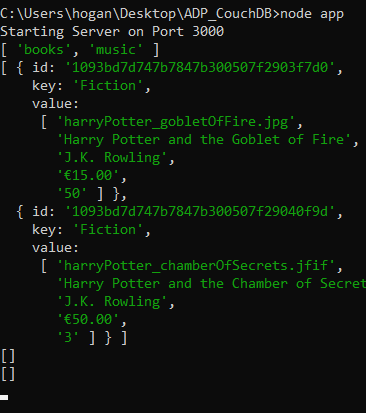 C:\Users\hogan\Desktop\ADP_CouchDB>node app
Starting Server on Port 3000
[ 'books', 'music' ]
[ { id: '1093bd7d747b7847b300507f2903f7d0',
key: 'Fiction',
value:
[ 'harryPotter_gobletOfFire.jpg',
'Harry Potter and the Goblet of Fire',
'J.K. Rowling',
'€15.00',
'50' ] },
{ id: '1093bd7d747b7847b300507f29040f9d',
key: 'Fiction',
value:
[ 'harryPotter_chamberOfSecrets.jfif',
'Harry Potter and the Chamber of Secret
'J.K. Rowling',
'€50.00',
'3' ] } ]
[]
[]